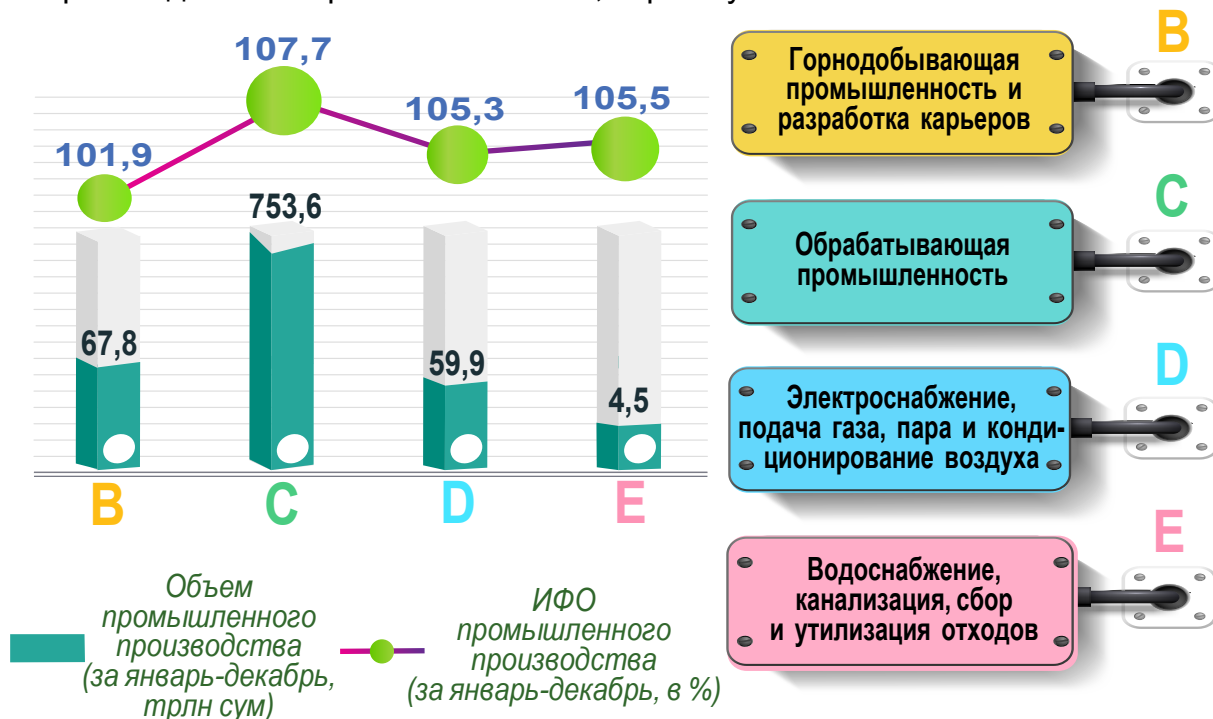 107,7
105,3
105,5
101,9
753,6
67,8
59,9
4,5
B
C
D
E
Объем
промышленного
производства
(за январь-декабрь,
трлн сум)
ИФО
промышленного
производства
(за январь-декабрь, в %)
B
Горнодобывающая
промышленность и
разработка карьеров
C
Обрабатывающая
промышленность
D
Электроснабжение,
подача газа, пара и конди-
ционирование воздуха
E
Водоснабжение,
канализация, сбор
и утилизация отходов